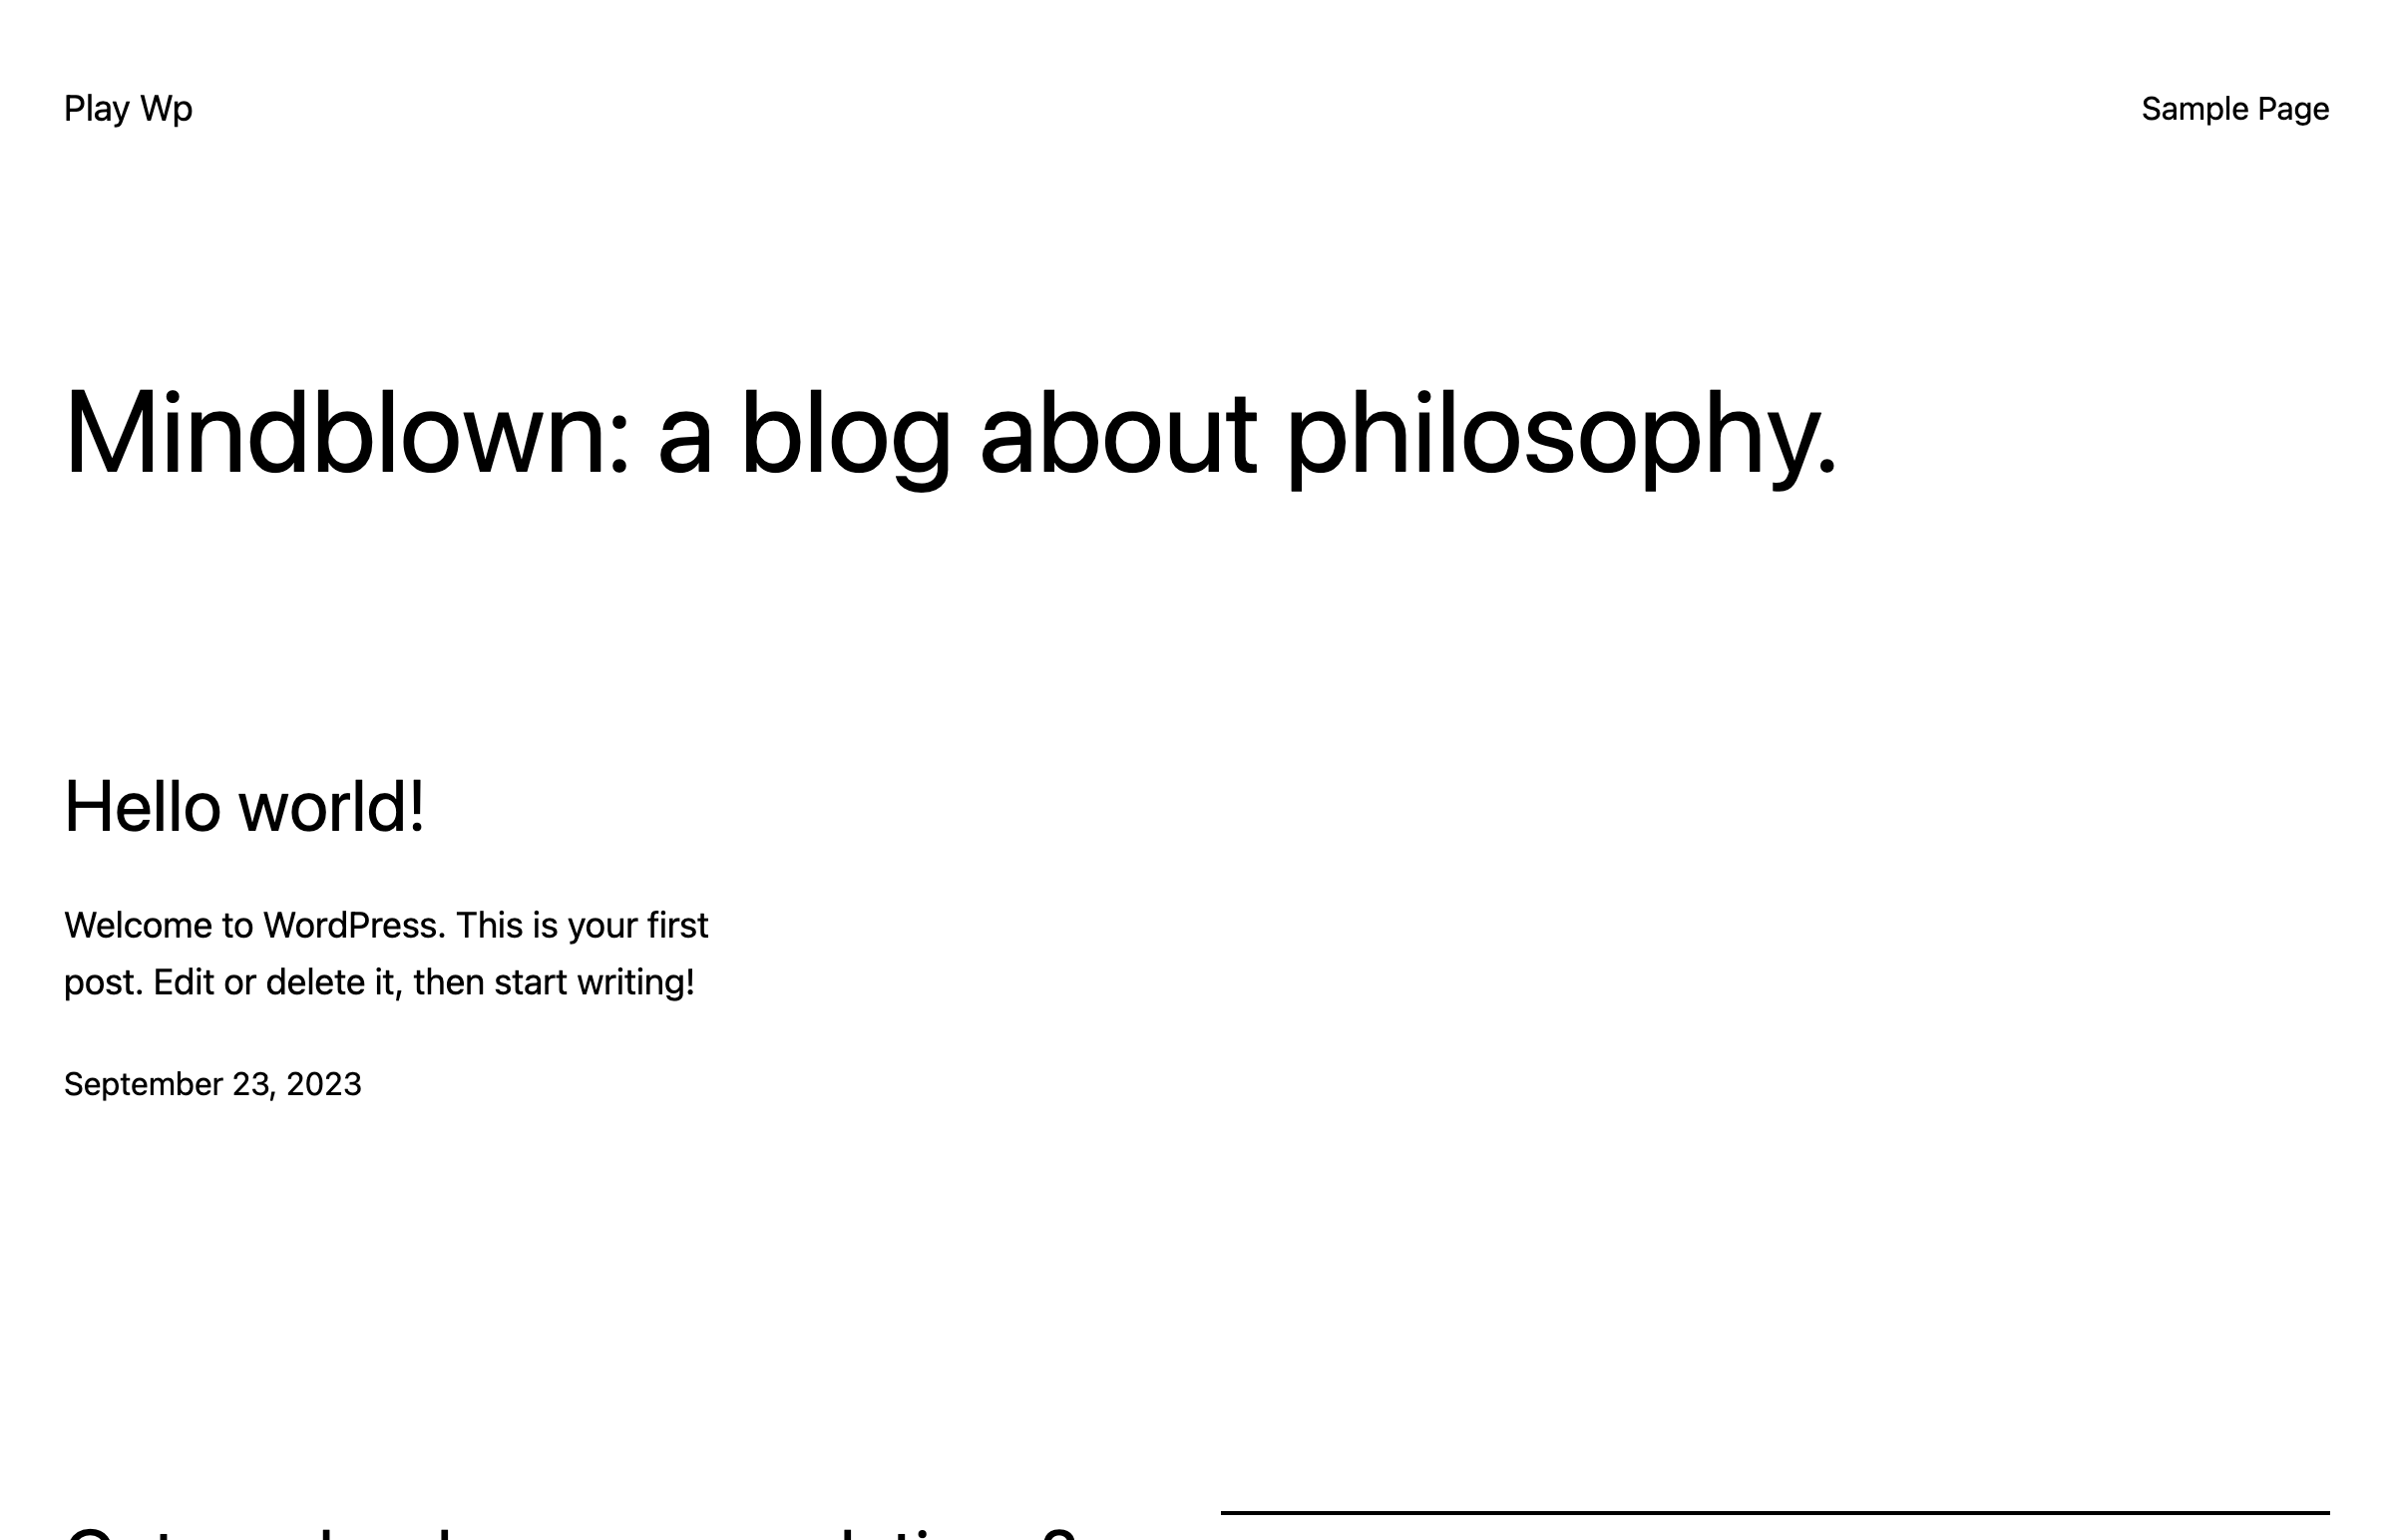 Play Wp
Sample Page
Mindblown: a blog about philosophy.
Hello world!
Welcome to WordPress. This is your first
post. Edit or delete it, then start writing!
September 23, 2023